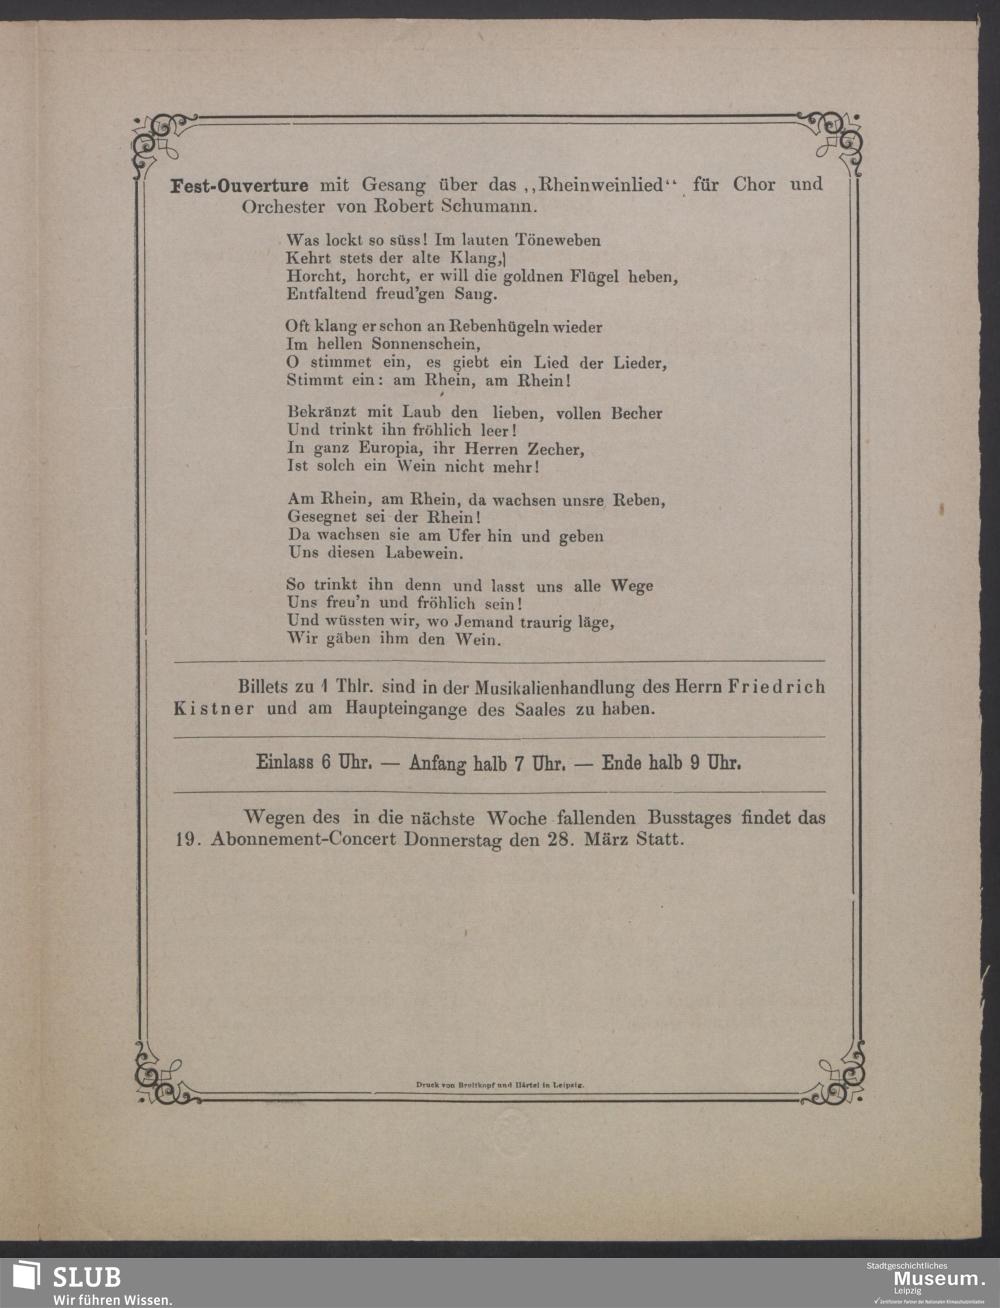 Fest-Ouverture mit Gesang über das ,,Rheinweinlied“ für Chor und
Orchester von Robert Schumann.
Was lockt so süss! Im lauten Töneweben
Kehrt stets der alte Klang,
Horcht, horcht, er will die goldnen Flügel heben,
Entfaltend freud'gen Sang.
Oft klang er schon an Rebenhügeln wieder
Im hellen Sonnenschein,
O stimmet ein, es giebt ein Lied der Lieder,
Stimmt ein: am Rhein, am Rhein!
Bekränzt mit Laub den lieben, vollen Becher
Und trinkt ihn fröhlich leer!
In ganz Europia, ihr Herren Zecher,
Ist solch ein Wein nicht mehr!
Am Rhein, am Rhein, da wachsen unsre Reben,
Gesegnet sei der Rhein!
Da wachsen sie am Ufer hin und geben
Uns diesen Labewein.
So trinkt ihn denn und lasst uns alle Wege
Uns freu'n und fröhlich sein!
Und wüssten wir, wo Jemand traurig läge,
Wir gäben ihm den Wein.
Billets zu 1 Thlr. sind in der Musikalienhandlung des Herrn Friedrich
Kistner und am Haupteingange des Saales zu haben.
Einlass 6 Uhr. — Anfang halb 7 Uhr. — Ende halb 9 Uhr.
Wegen des in die nächste Woche fallenden Busstages findet das
19. Abonnement-Concert Donnerstag den 28. März Statt.
Druck von Breitkopf und Härtel in Leipzig.
SLUB
Wir führen Wissen.
Stadtgeschichtliches
Museum.
Leipzig
Zertifizierter Partner der Nationalen Klimaschutzinitiative